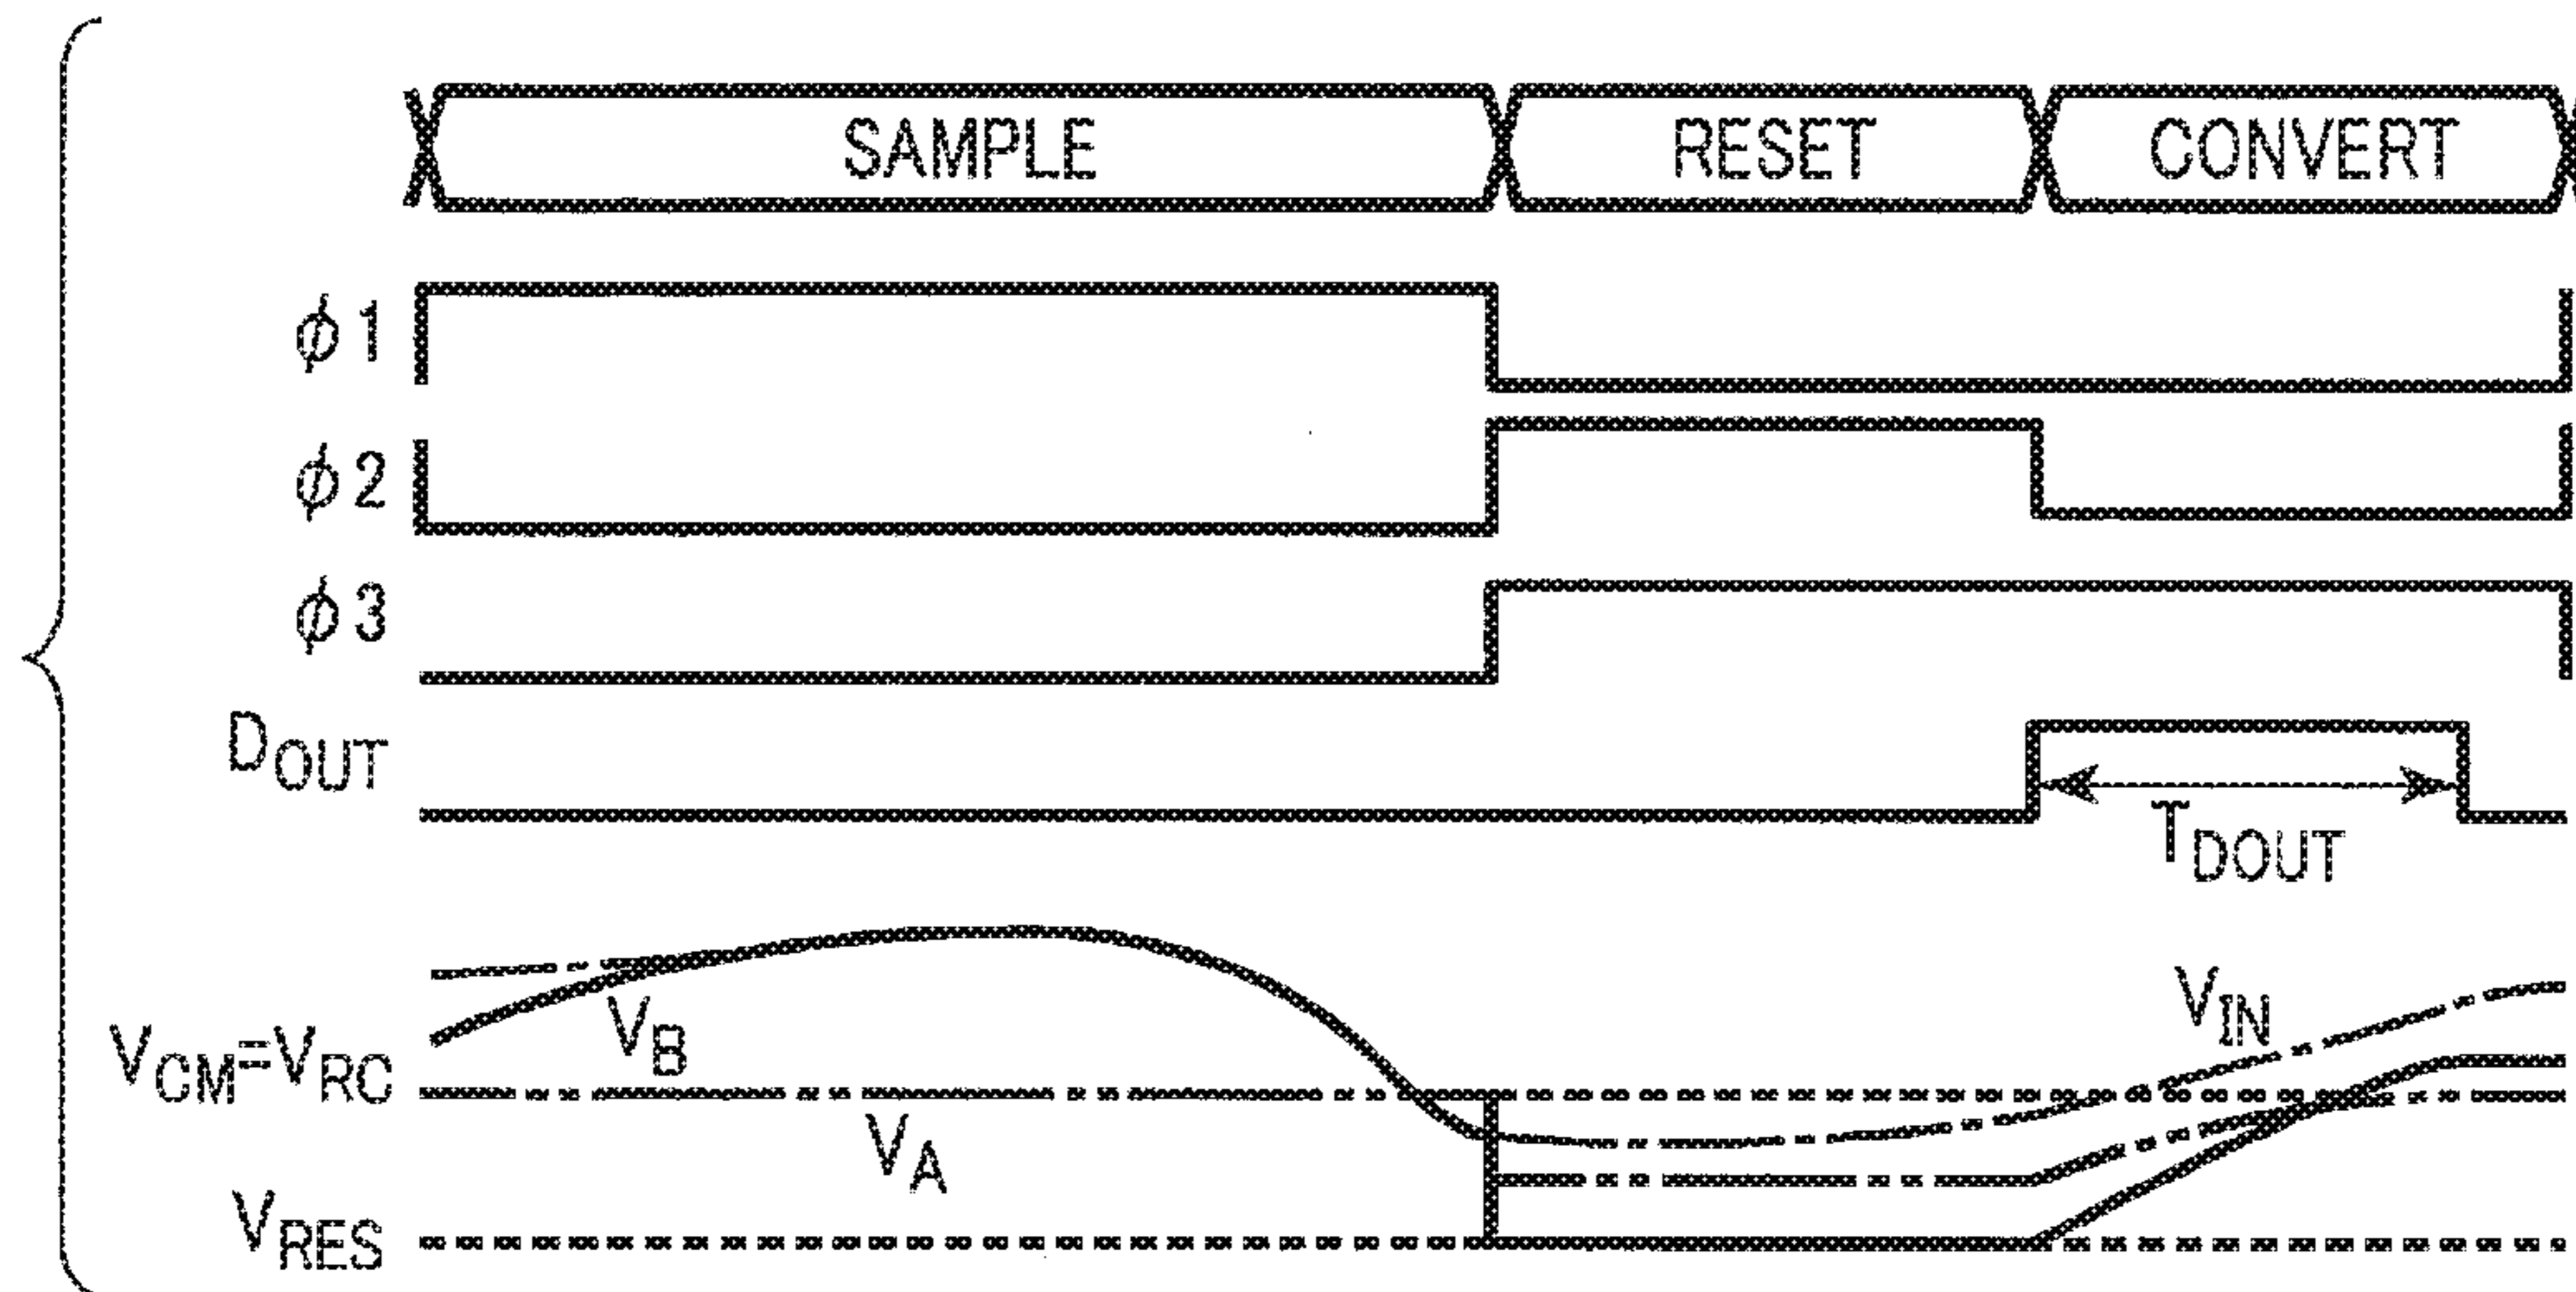 SAMPLE RESET CONVERT
ϕ1
ϕ2
ϕ3
DOUT
TDOUT
VIN
VB
VCM=VRC
VA
VRES